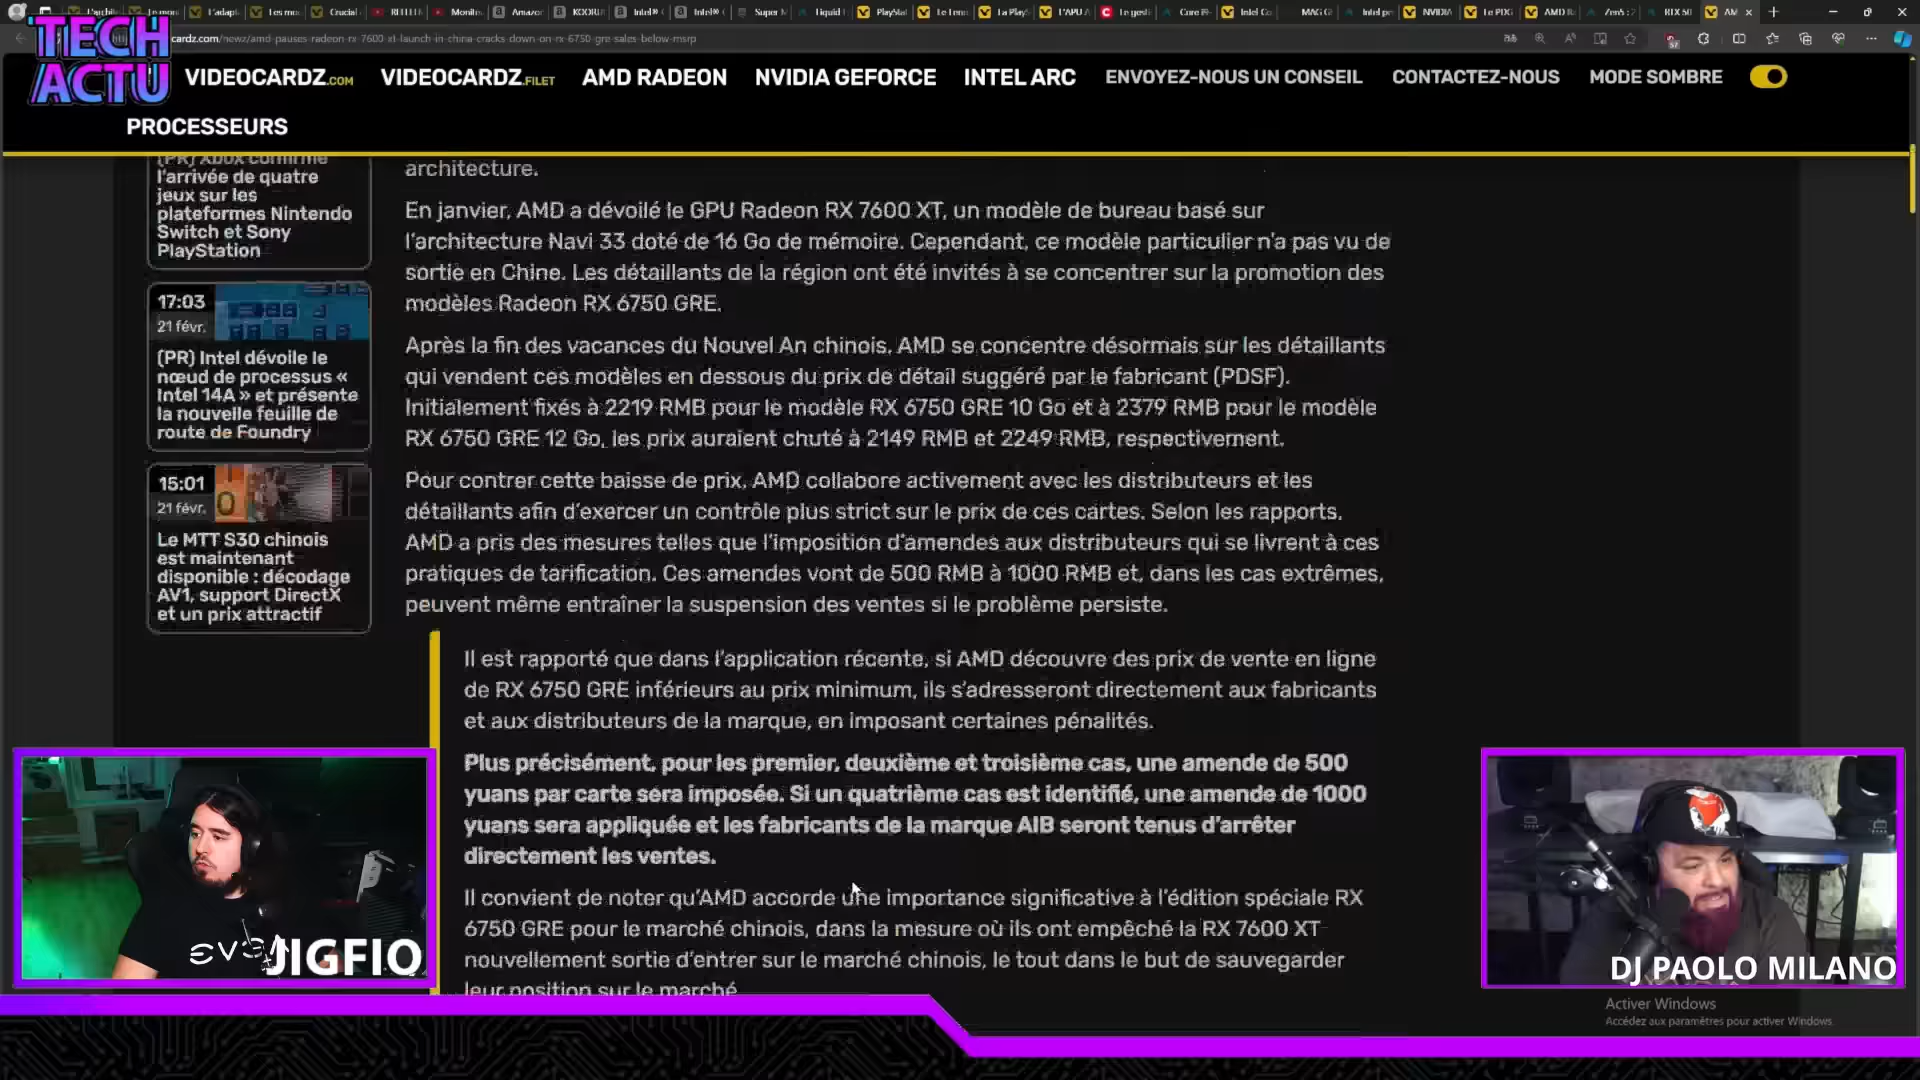 TECH
ACTU
cardz.com/newz/amd-pauses-radeon-rx-7600-xt-launch-in-china-cracks-down-on-rx-6750-gre-sales-below-msrp
VIDEOCARDZ.COM
VIDEOCARDZ.FILET
AMD RADEON
NVIDIA GEFORCE
INTEL ARC
ENVOYEZ-NOUS UN CONSEIL
CONTACTEZ-NOUS
MODE SOMBRE
PROCESSEURS
(PR) Xbox confirme
l'arrivée de quatre
jeux sur les
plateformes Nintendo
Switch et Sony
PlayStation
17:03
21 févr.
(PR) Intel dévoile le
nœud de processus «
Intel 14A » et présente
la nouvelle feuille de
route de Foundry
15:01
21 févr.
Le MTT S30 chinois
est maintenant
disponible : décodage
AV1, support DirectX
et un prix attractif
architecture.
En janvier, AMD a dévoilé le GPU Radeon RX 7600 XT, un modèle de bureau basé sur
l'architecture Navi 33 doté de 16 Go de mémoire. Cependant, ce modèle particulier n'a pas vu de
sortie en Chine. Les détaillants de la région ont été invités à se concentrer sur la promotion des
modèles Radeon RX 6750 GRE.
Après la fin des vacances du Nouvel An chinois, AMD se concentre désormais sur les détaillants
qui vendent ces modèles en dessous du prix de détail suggéré par le fabricant (PDSF).
Initialement fixés à 2219 RMB pour le modèle RX 6750 GRE 10 Go et à 2379 RMB pour le modèle
RX 6750 GRE 12 Go, les prix auraient chuté à 2149 RMB et 2249 RMB, respectivement.
Pour contrer cette baisse de prix, AMD collabore activement avec les distributeurs et les
détaillants afin d'exercer un contrôle plus strict sur le prix de ces cartes. Selon les rapports,
AMD a pris des mesures telles que l'imposition d'amendes aux distributeurs qui se livrent à ces
pratiques de tarification. Ces amendes vont de 500 RMB à 1000 RMB et, dans les cas extrêmes,
peuvent même entraîner la suspension des ventes si le problème persiste.
Il est rapporté que dans l'application récente, si AMD découvre des prix de vente en ligne
de RX 6750 GRE inférieurs au prix minimum, ils s'adresseront directement aux fabricants
et aux distributeurs de la marque, en imposant certaines pénalités.
Plus précisément, pour les premier, deuxième et troisième cas, une amende de 500
yuans par carte sera imposée. Si un quatrième cas est identifié, une amende de 1000
yuans sera appliquée et les fabricants de la marque AIB seront tenus d'arrêter
directement les ventes.
Il convient de noter qu'AMD accorde une importance significative à l'édition spéciale RX
6750 GRE pour le marché chinois, dans la mesure où ils ont empêché la RX 7600 XT
nouvellement sortie d'entrer sur le marché chinois, le tout dans le but de sauvegarder
leur position sur le marché
JIGFIO
DJ PAOLO MILANO
Activer Windows
Accédez aux paramètres pour activer Windows.